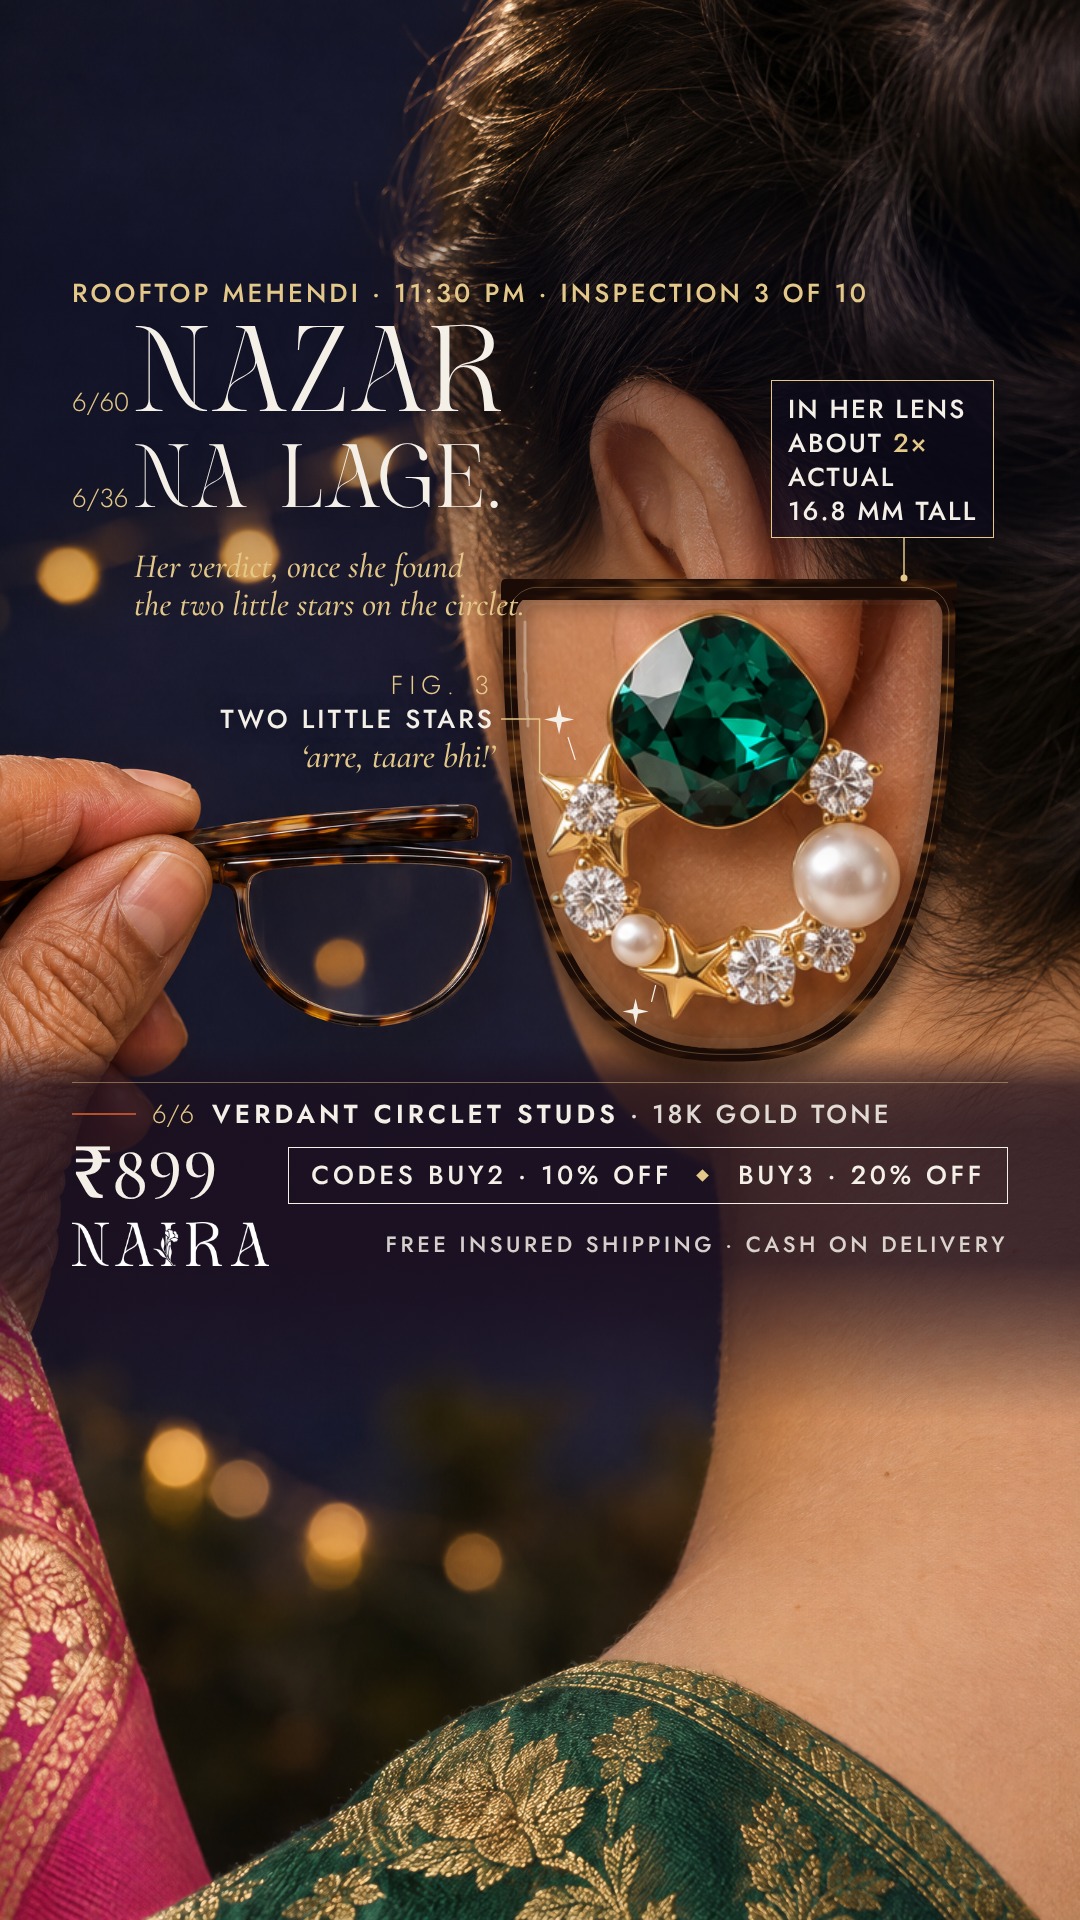 ROOFTOP MEHENDI · 11:30 PM · INSPECTION 3 OF 10
6/60 NAZAR
6/36 NA LAGE.
Her verdict, once she found
the two little stars on the circlet.
IN HER LENS
ABOUT 2×
ACTUAL
16.8 MM TALL
FIG. 3
TWO LITTLE STARS
‘arre, taare bhi!’
6/6 VERDANT CIRCLET STUDS · 18K GOLD TONE
₹899
CODES BUY2 · 10% OFF ◆ BUY3 · 20% OFF
NAIRA
FREE INSURED SHIPPING · CASH ON DELIVERY